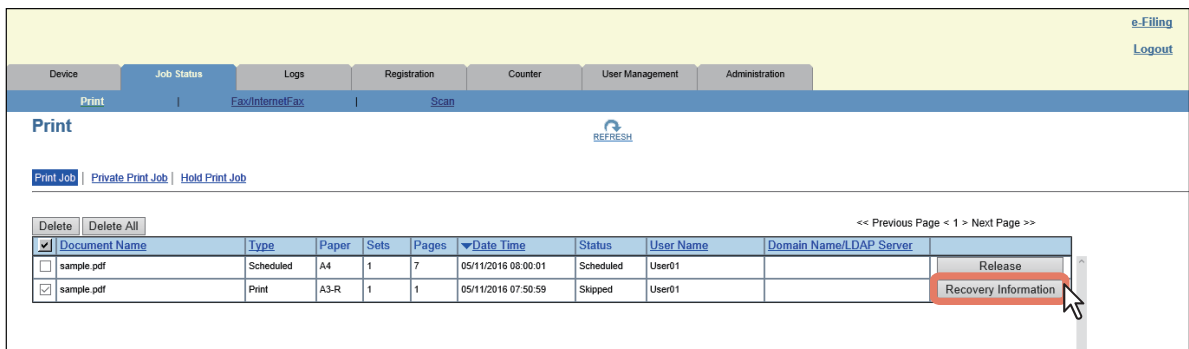 e-Filing
Logout
Device Job Status Logs Registration Counter User Management Administration
Print | Fax/InternetFax | Scan
Print
REFRESH
Print Job | Private Print Job | Hold Print Job
Delete Delete All << Previous Page < 1 > Next Page >>
Document Name Type Paper Sets Pages Date Time Status User Name Domain Name/LDAP Server
sample.pdf Scheduled A4 1 7 05/11/2016 08:00:01 Scheduled User01 Release
sample.pdf Print A3-R 1 1 05/11/2016 07:50:59 Skipped User01 Recovery Information